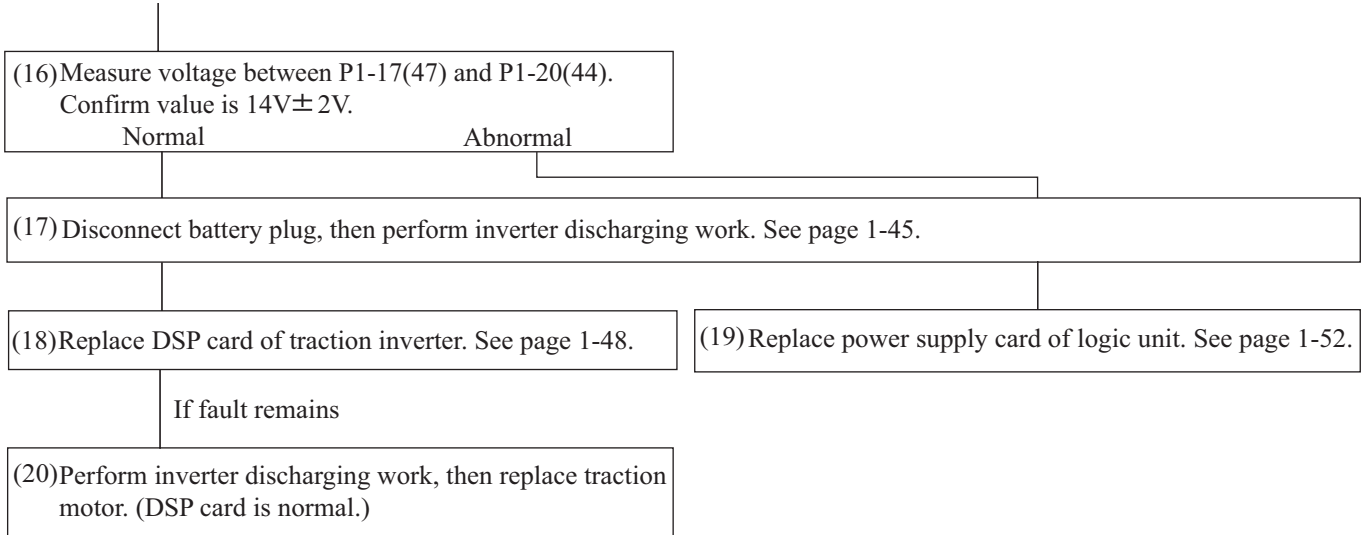 (16) Measure voltage between P1-17(47) and P1-20(44).
Confirm value is 14V± 2V.
Normal Abnormal
(17) Disconnect battery plug, then perform inverter discharging work. See page 1-45.
(18) Replace DSP card of traction inverter. See page 1-48.
(19) Replace power supply card of logic unit. See page 1-52.
If fault remains
(20) Perform inverter discharging work, then replace traction
motor. (DSP card is normal.)